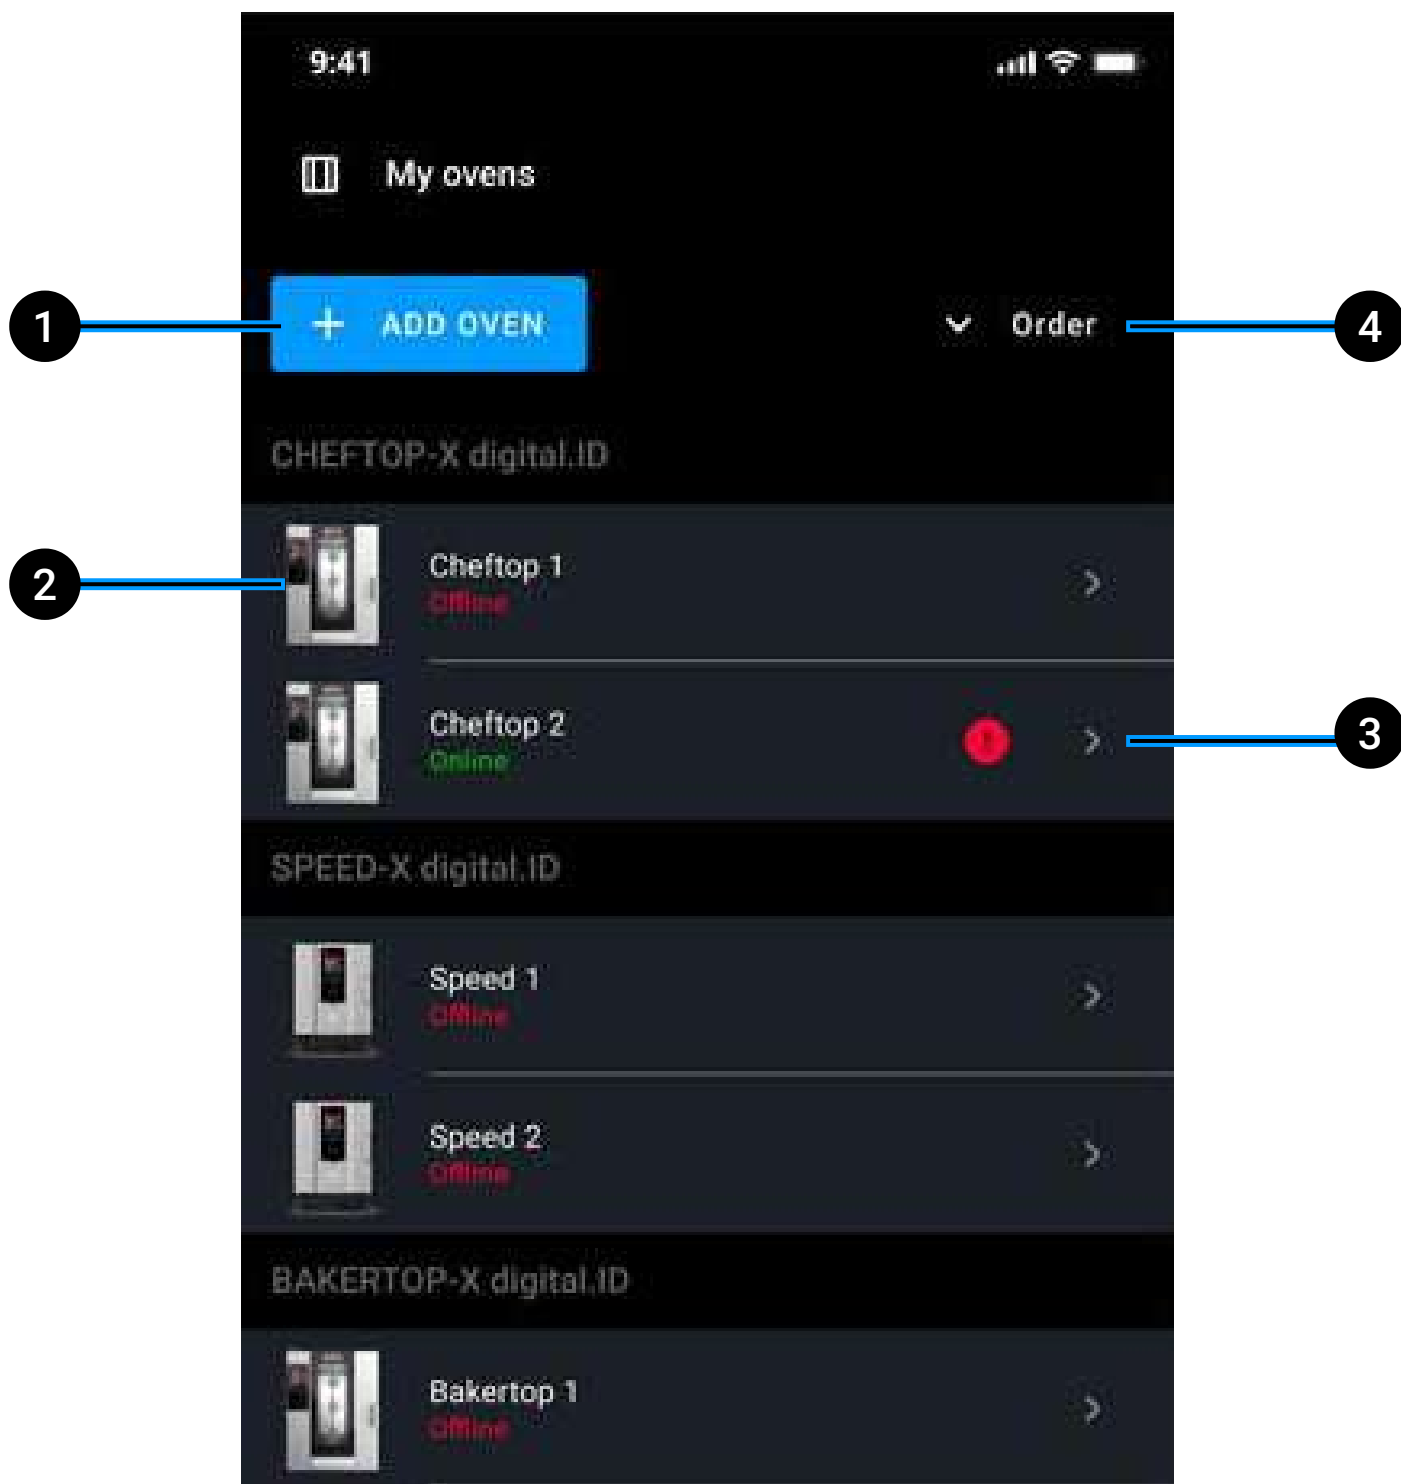 9:41
My ovens
1
+ ADD OVEN
Order
4
CHEFTOP-X digital.ID
2
Cheftop 1
Offline
Cheftop 2
Online
!
3
SPEED-X digital.ID
Speed 1
Offline
Speed 2
Offline
BAKERTOP-X digital.ID
Bakertop 1
Offline